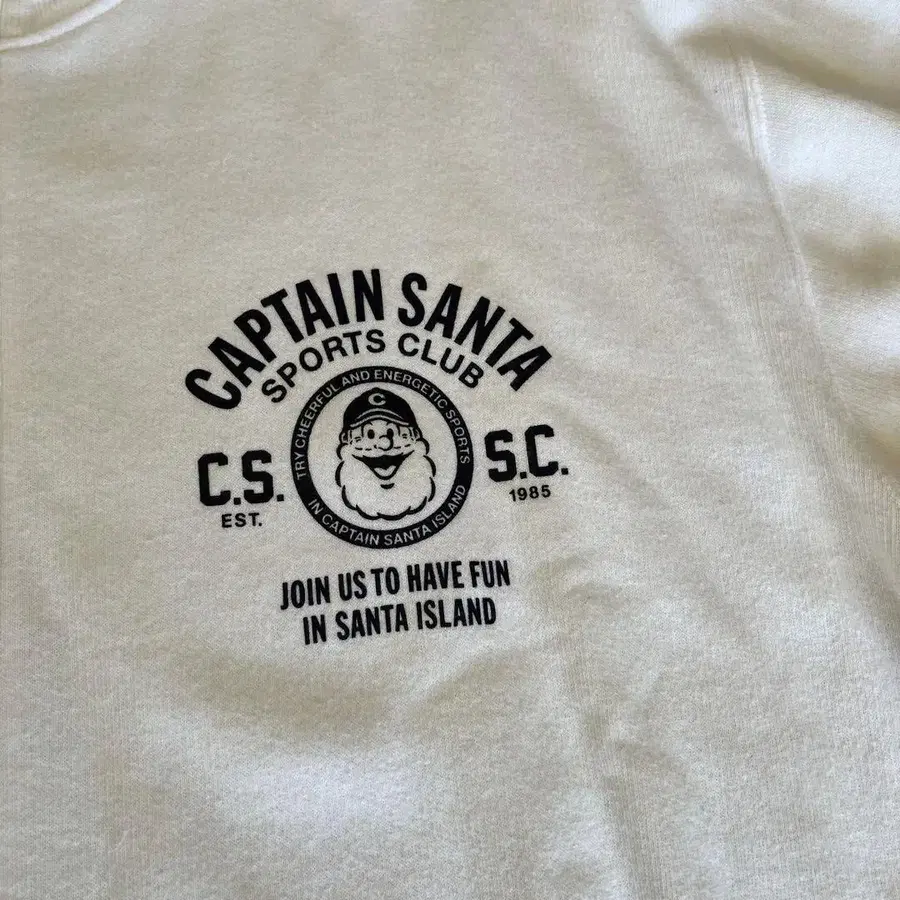 CAPTAIN SANTA
SPORTS CLUB
TRY CHEERFUL AND ENERGETIC SPORTS
IN CAPTAIN SANTA ISLAND
C
C.S.
S.C.
EST.
1985
JOIN US TO HAVE FUN
IN SANTA ISLAND